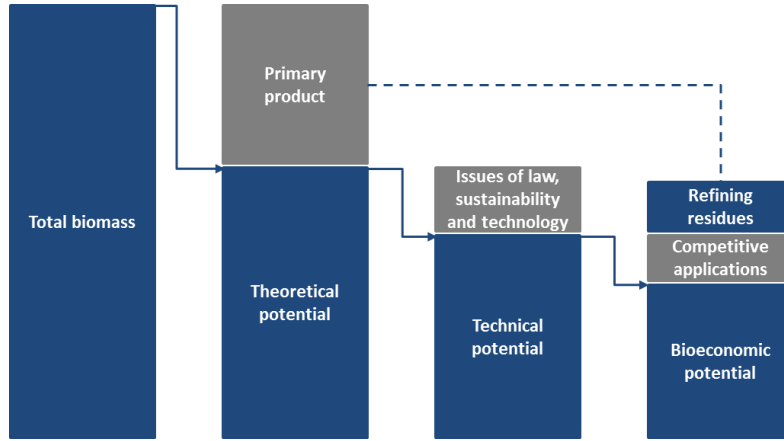 Total biomass
Primary
product
Theoretical
potential
Issues of law,
sustainability
and technology
Technical
potential
Refining
residues
Competitive
applications
Bioeconomic
potential